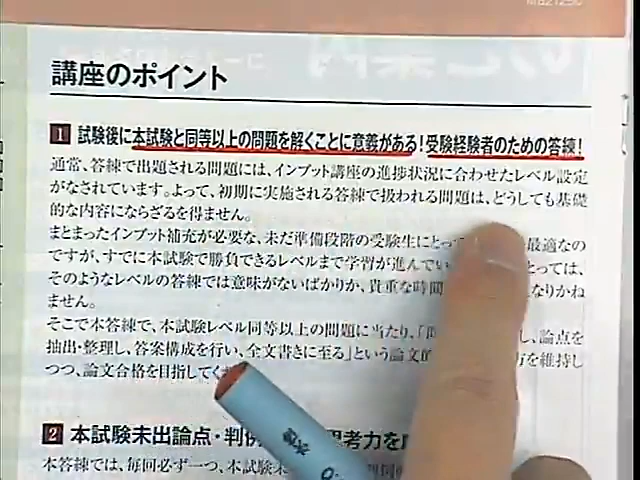 講座のポイント
1 試験後に本試験と同等以上の問題を解くことに意義がある!受験経験者のための答練!
通常、答練で出題される問題には、インプット講座の進捗状況に合わせたレベル設定
がなされています。よって、初期に実施される答練で扱われる問題は、どうしても基礎
的な内容にならざるを得ません。
まとまったインプット補充が必要な、未だ準備段階の受験生にとっ 最適なの
ですが、すでに本試験で勝負できるレベルまで学習が進んでい とっては、
そのようなレベルの答練では意味がないばかりか、貴重な時間 なりかね
ません。
そこで本答練で、本試験レベル同等以上の問題に当たり、 し、論点を
抽出・整理し、答案構成を行い、全文書きに至る」という論文的 力を維持し
つつ、論文合格を目指してく
2 本試験未出論点・判例 思考力を
本答練では、毎回必ず一つ、本試験未